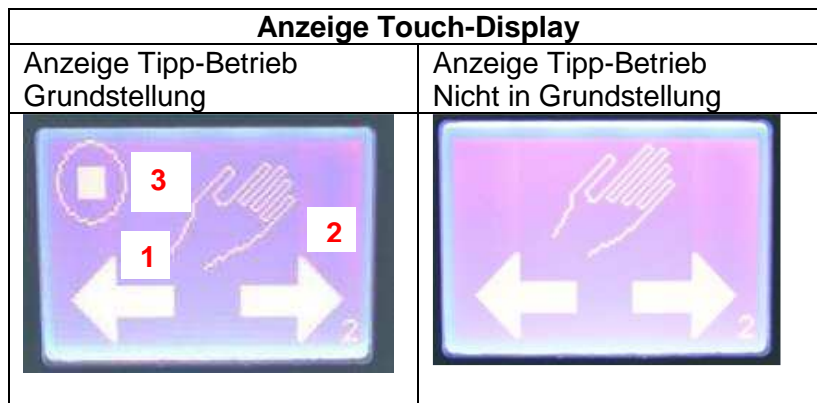 Anzeige Touch-Display
Anzeige Tipp-Betrieb
Grundstellung
Anzeige Tipp-Betrieb
Nicht in Grundstellung
3
1
2
2
2